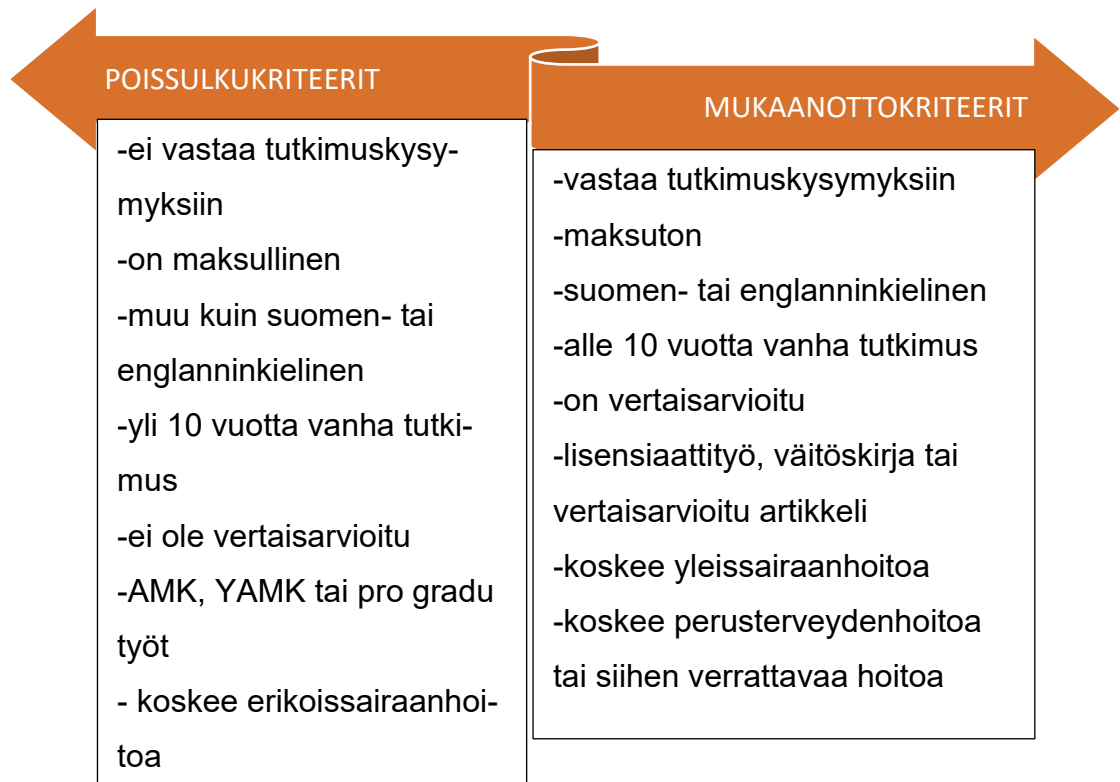 POISSULKUKRITEERIT
-ei vastaa tutkimuskysy-
myksiin
-on maksullinen
-muu kuin suomen- tai
englanninkielinen
-yli 10 vuotta vanha tutki-
mus
-ei ole vertaisarvioitu
-AMK, YAMK tai pro gradu
työt
- koskee erikoissairaanhoi-
toa
MUKAANOTTOKRITEERIT
-vastaa tutkimuskysymyksiin
-maksuton
-suomen- tai englanninkielinen
-alle 10 vuotta vanha tutkimus
-on vertaisarvioitu
-lisensiaattityö, väitöskirja tai
vertaisarvioitu artikkeli
-koskee yleissairaanhoitoa
-koskee perusterveydenhoitoa
tai siihen verrattavaa hoitoa